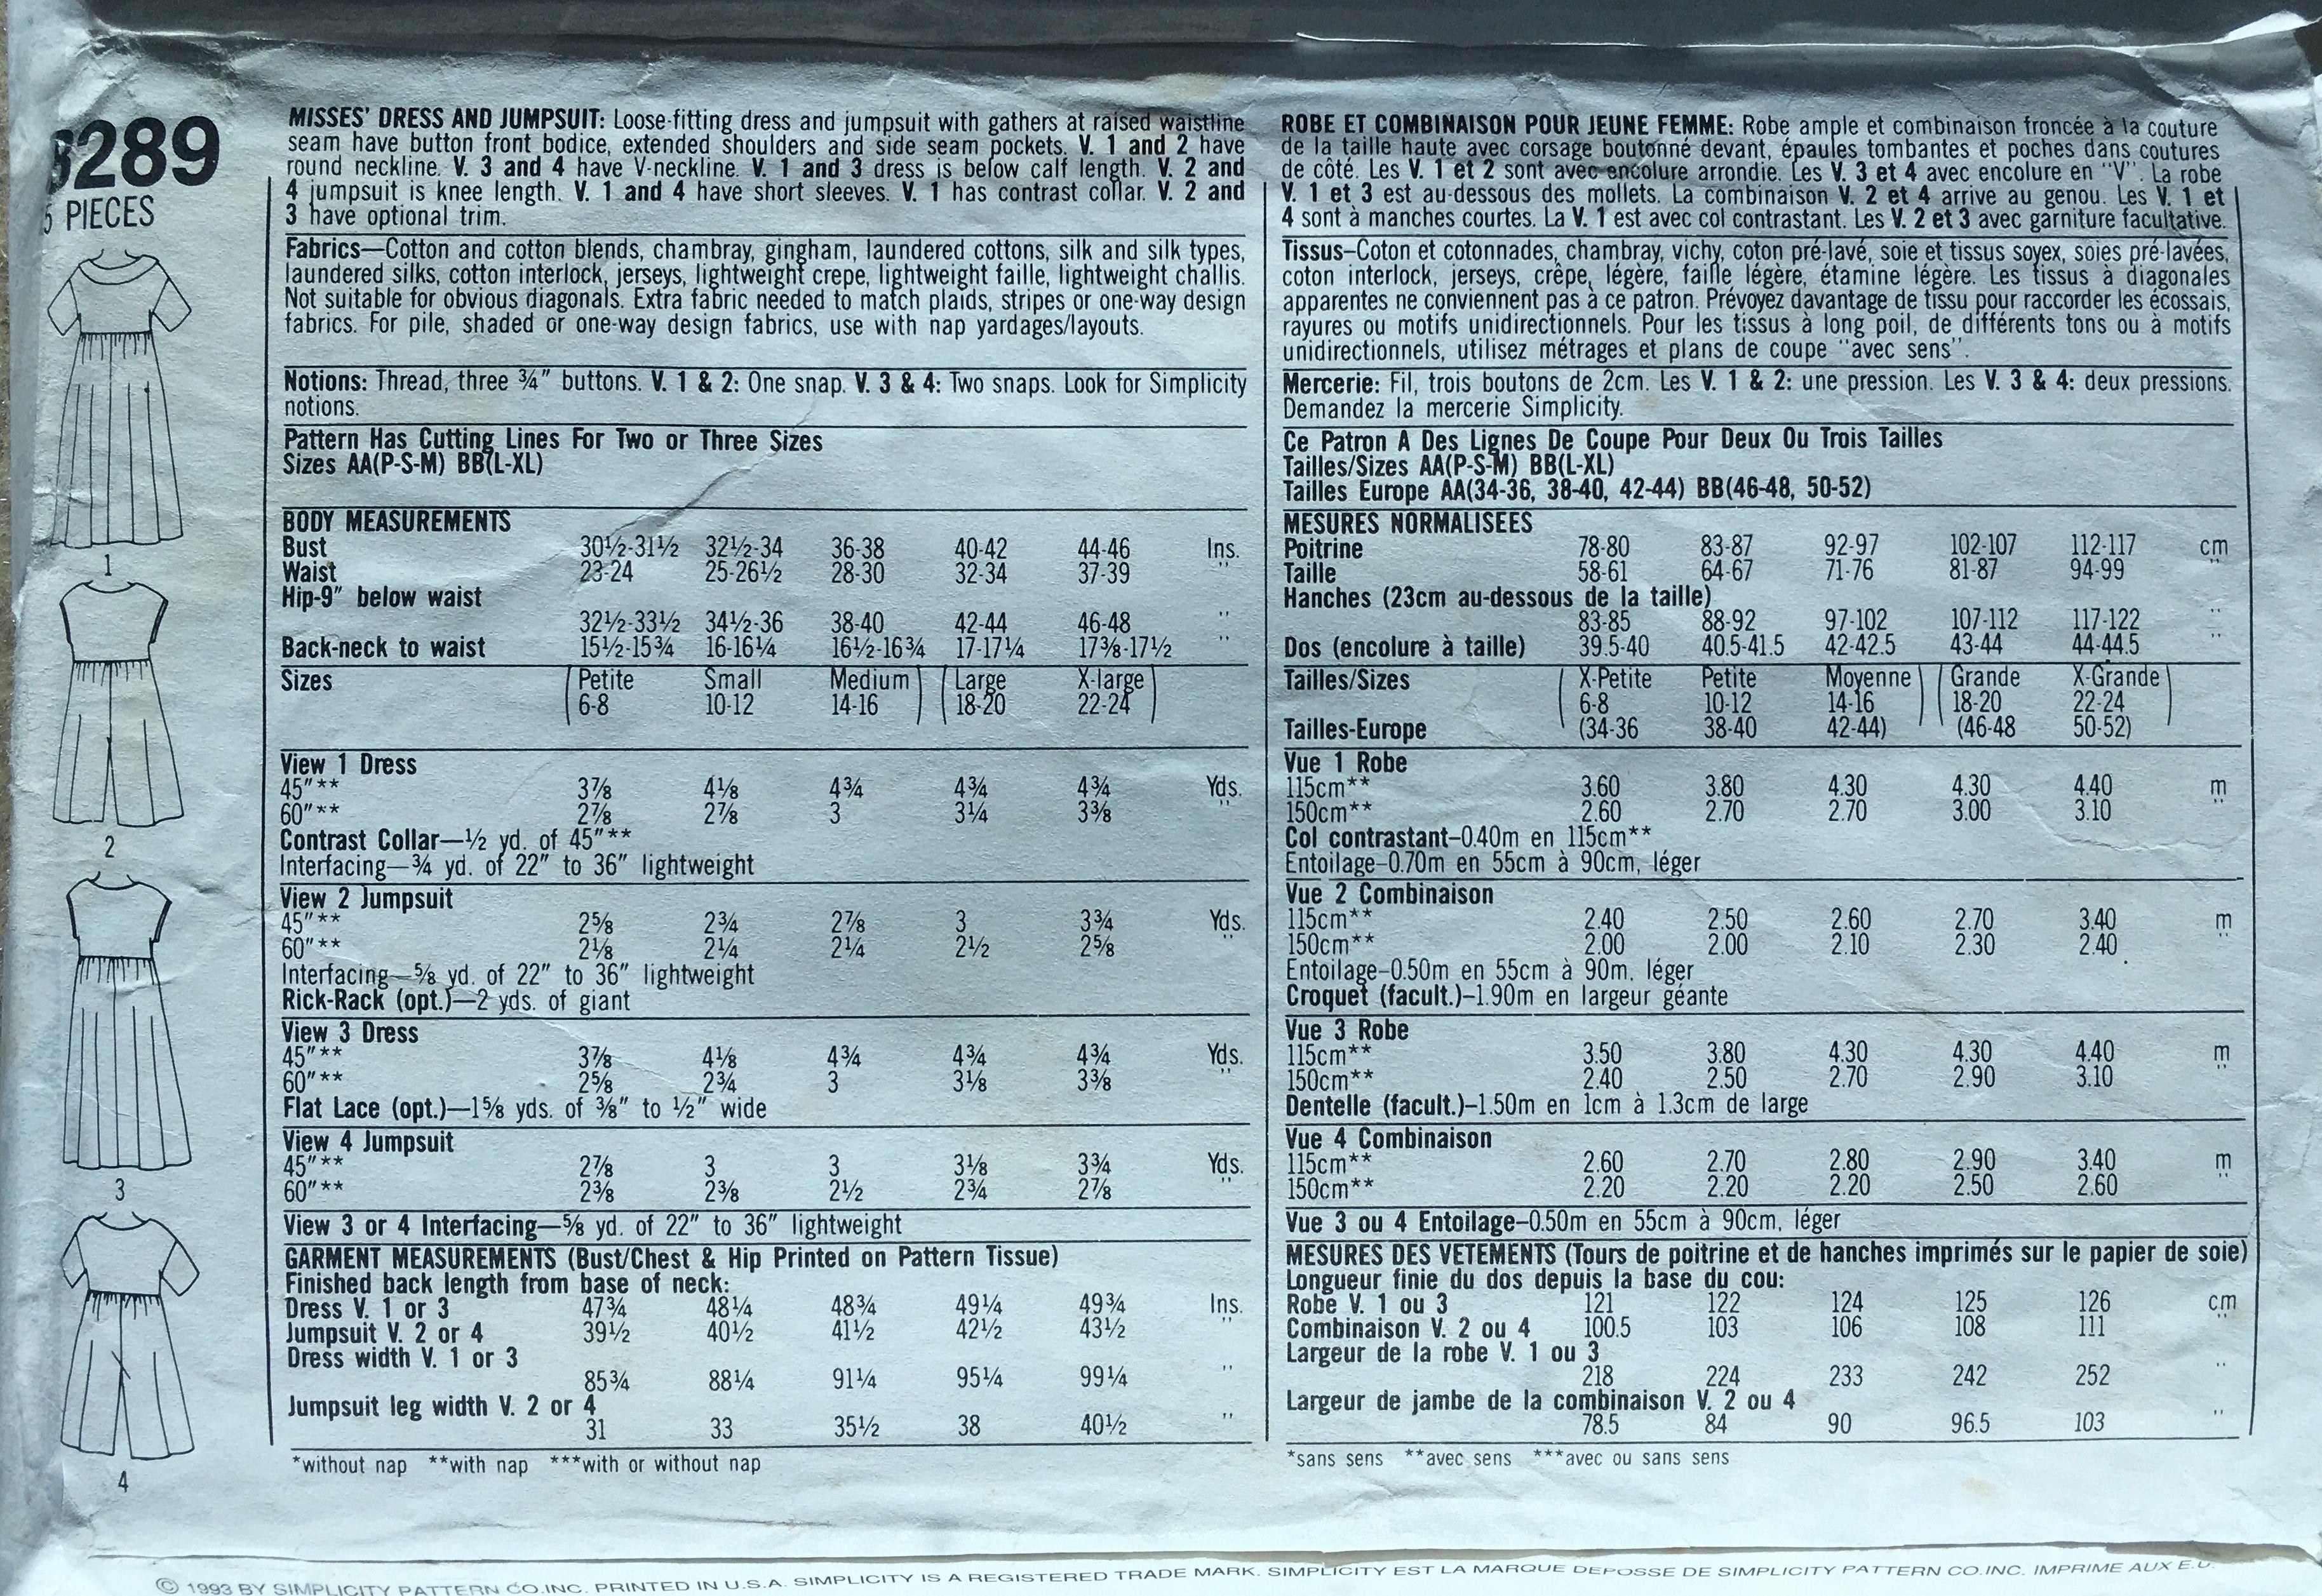 8289
5 PIECES
1
2
3
4
MISSES' DRESS AND JUMPSUIT: Loose-fitting dress and jumpsuit with gathers at raised waistline
seam have button front bodice, extended shoulders and side seam pockets. V. 1 and 2 have
round neckline. V. 3 and 4 have V-neckline. V. 1 and 3 dress is below calf length. V. 2 and
4 jumpsuit is knee length. V. 1 and 4 have short sleeves. V. 1 has contrast collar. V. 2 and
3 have optional trim.
Fabrics—Cotton and cotton blends, chambray, gingham, laundered cottons, silk and silk types,
laundered silks, cotton interlock, jerseys, lightweight crepe, lightweight faille, lightweight challis.
Not suitable for obvious diagonals. Extra fabric needed to match plaids, stripes or one-way design
fabrics. For pile, shaded or one-way design fabrics, use with nap yardages/layouts.
Notions: Thread, three ¾" buttons. V. 1 & 2: One snap. V. 3 & 4: Two snaps. Look for Simplicity
notions.
Pattern Has Cutting Lines For Two or Three Sizes
Sizes AA(P-S-M) BB(L-XL)
BODY MEASUREMENTS
Bust 30½-31½ 32½-34 36-38 40-42 44-46 Ins.
Waist 23-24 25-26½ 28-30 32-34 37-39 "
Hip-9" below waist
32½-33½ 34½-36 38-40 42-44 46-48 "
Back-neck to waist 15½-15¾ 16-16¼ 16½-16¾ 17-17¼ 17⅜-17½ "
Sizes Petite Small Medium Large X-large
6-8 10-12 14-16 18-20 22-24
View 1 Dress
45"** 3⅞ 4⅛ 4¾ 4¾ 4¾ Yds.
60"** 2⅞ 2⅞ 3 3¼ 3⅜ "
Contrast Collar—½ yd. of 45"**
Interfacing—¾ yd. of 22" to 36" lightweight
View 2 Jumpsuit
45"** 2⅝ 2¾ 2⅞ 3 3¾ Yds.
60"** 2⅛ 2¼ 2¼ 2½ 2⅝ "
Interfacing—⅝ yd. of 22" to 36" lightweight
Rick-Rack (opt.)—2 yds. of giant
View 3 Dress
45"** 3⅞ 4⅛ 4¾ 4¾ 4¾ Yds.
60"** 2⅝ 2¾ 3 3⅛ 3⅜ "
Flat Lace (opt.)—1⅝ yds. of ⅜" to ½" wide
View 4 Jumpsuit
45"** 2⅞ 3 3 3⅛ 3¾ Yds.
60"** 2⅜ 2⅜ 2½ 2¾ 2⅞ "
View 3 or 4 Interfacing—⅝ yd. of 22" to 36" lightweight
GARMENT MEASUREMENTS (Bust/Chest & Hip Printed on Pattern Tissue)
Finished back length from base of neck:
Dress V. 1 or 3 47¾ 48¼ 48¾ 49¼ 49¾ Ins.
Jumpsuit V. 2 or 4 39½ 40½ 41½ 42½ 43½ "
Dress width V. 1 or 3
85¾ 88¼ 91¼ 95¼ 99¼ "
Jumpsuit leg width V. 2 or 4
31 33 35½ 38 40½ "
*without nap **with nap ***with or without nap
ROBE ET COMBINAISON POUR JEUNE FEMME: Robe ample et combinaison froncée à la couture
de la taille haute avec corsage boutonné devant, épaules tombantes et poches dans coutures
de côté. Les V. 1 et 2 sont avec encolure arrondie. Les V. 3 et 4 avec encolure en "V". La robe
V. 1 et 3 est au-dessous des mollets. La combinaison V. 2 et 4 arrive au genou. Les V. 1 et
4 sont à manches courtes. La V. 1 est avec col contrastant. Les V. 2 et 3 avec garniture facultative.
Tissus—Coton et cotonnades, chambray, vichy, coton pré-lavé, soie et tissus soyex, soies pré-lavées,
coton interlock, jerseys, crêpe, légère, faille légère, étamine légère. Les tissus à diagonales
apparentes ne conviennent pas à ce patron. Prévoyez davantage de tissu pour raccorder les écossais,
rayures ou motifs unidirectionnels. Pour les tissus à long poil, de différents tons ou à motifs
unidirectionnels, utilisez métrages et plans de coupe "avec sens".
Mercerie: Fil, trois boutons de 2cm. Les V. 1 & 2: une pression. Les V. 3 & 4: deux pressions.
Demandez la mercerie Simplicity.
Ce Patron A Des Lignes De Coupe Pour Deux Ou Trois Tailles
Tailles/Sizes AA(P-S-M) BB(L-XL)
Tailles Europe AA(34-36, 38-40, 42-44) BB(46-48, 50-52)
MESURES NORMALISEES
Poitrine 78-80 83-87 92-97 102-107 112-117 cm
Taille 58-61 64-67 71-76 81-87 94-99 "
Hanches (23cm au-dessous de la taille)
83-85 88-92 97-102 107-112 117-122 "
Dos (encolure à taille) 39.5-40 40.5-41.5 42-42.5 43-44 44-44.5 "
Tailles/Sizes X-Petite Petite Moyenne Grande X-Grande
6-8 10-12 14-16 18-20 22-24
Tailles-Europe (34-36 38-40 42-44) (46-48 50-52)
Vue 1 Robe
115cm** 3.60 3.80 4.30 4.30 4.40 m
150cm** 2.60 2.70 2.70 3.00 3.10 "
Col contrastant—0.40m en 115cm**
Entoilage—0.70m en 55cm à 90cm, léger
Vue 2 Combinaison
115cm** 2.40 2.50 2.60 2.70 3.40 m
150cm** 2.00 2.00 2.10 2.30 2.40 "
Entoilage—0.50m en 55cm à 90m, léger
Croquet (facult.)—1.90m en largeur géante
Vue 3 Robe
115cm** 3.50 3.80 4.30 4.30 4.40 m
150cm** 2.40 2.50 2.70 2.90 3.10 "
Dentelle (facult.)—1.50m en 1cm à 1.3cm de large
Vue 4 Combinaison
115cm** 2.60 2.70 2.80 2.90 3.40 m
150cm** 2.20 2.20 2.20 2.50 2.60 "
Vue 3 ou 4 Entoilage—0.50m en 55cm à 90cm, léger
MESURES DES VETEMENTS (Tours de poitrine et de hanches imprimés sur le papier de soie)
Longueur finie du dos depuis la base du cou:
Robe V. 1 ou 3 121 122 124 125 126 cm
Combinaison V. 2 ou 4 100.5 103 106 108 111 "
Largeur de la robe V. 1 ou 3
218 224 233 242 252 "
Largeur de jambe de la combinaison V. 2 ou 4
78.5 84 90 96.5 103 "
*sans sens **avec sens ***avec ou sans sens
© 1993 BY SIMPLICITY PATTERN CO.INC. PRINTED IN U.S.A. SIMPLICITY IS A REGISTERED TRADE MARK. SIMPLICITY EST LA MARQUE DEPOSSE DE SIMPLICITY PATTERN CO.INC. IMPRIME AUX E.U.